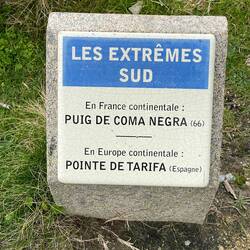 LES EXTRÊMES
SUD
En France continentale :
PUIG DE COMA NEGRA (66)
En Europe continentale :
POINTE DE TARIFA (Espagne)